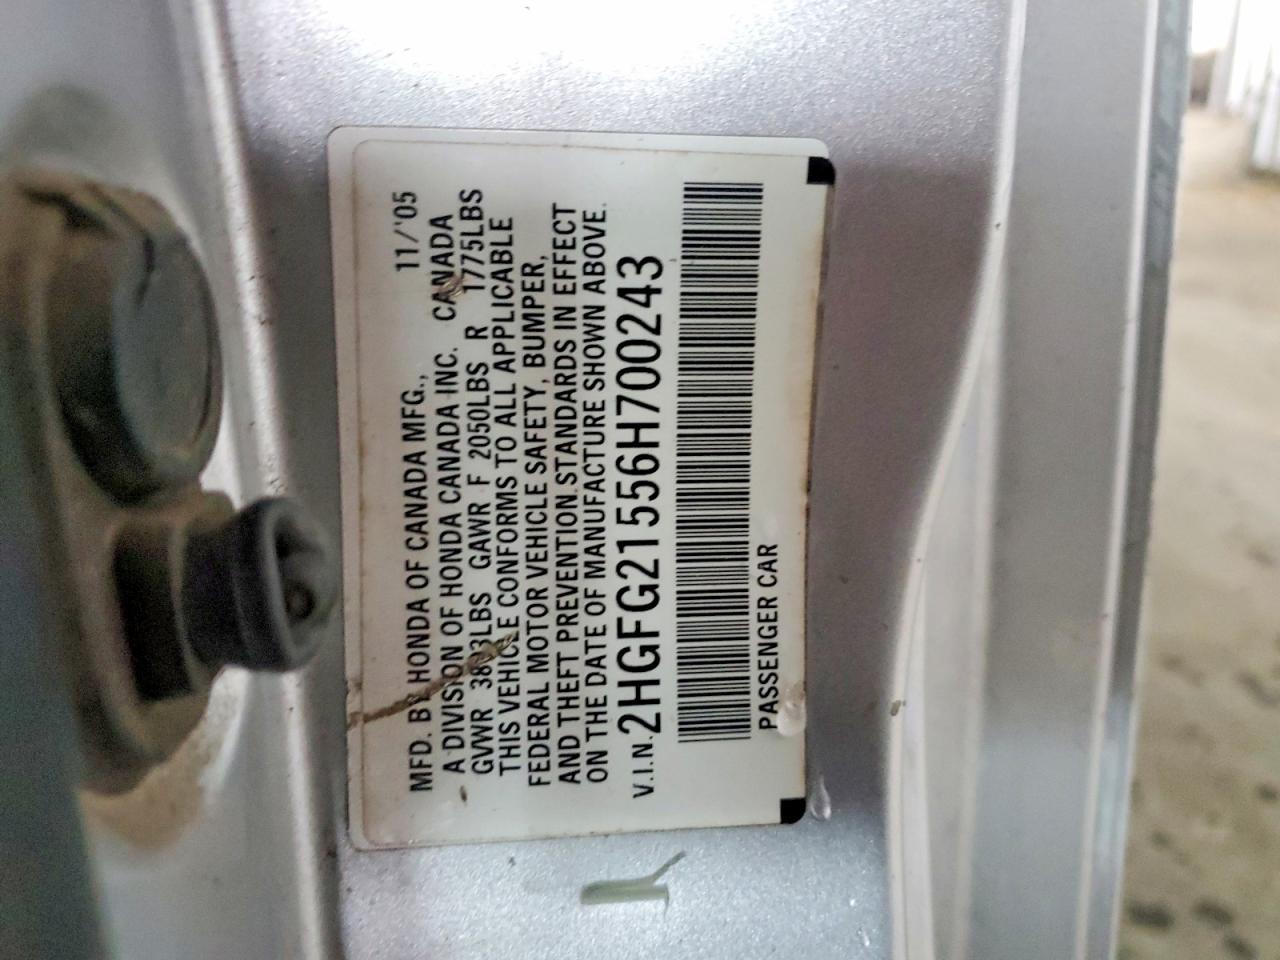 11/'05
MFD. BY HONDA OF CANADA MFG.,
A DIVISION OF HONDA CANADA INC. CANADA
GVWR LBS GAWR F 2050LBS R 1775LBS
THIS VEHICLE CONFORMS TO ALL APPLICABLE
FEDERAL MOTOR VEHICLE SAFETY, BUMPER,
AND THEFT PREVENTION STANDARDS IN EFFECT
ON THE DATE OF MANUFACTURE SHOWN ABOVE.
V.I.N. 2HGFG21556H700243
PASSENGER CAR